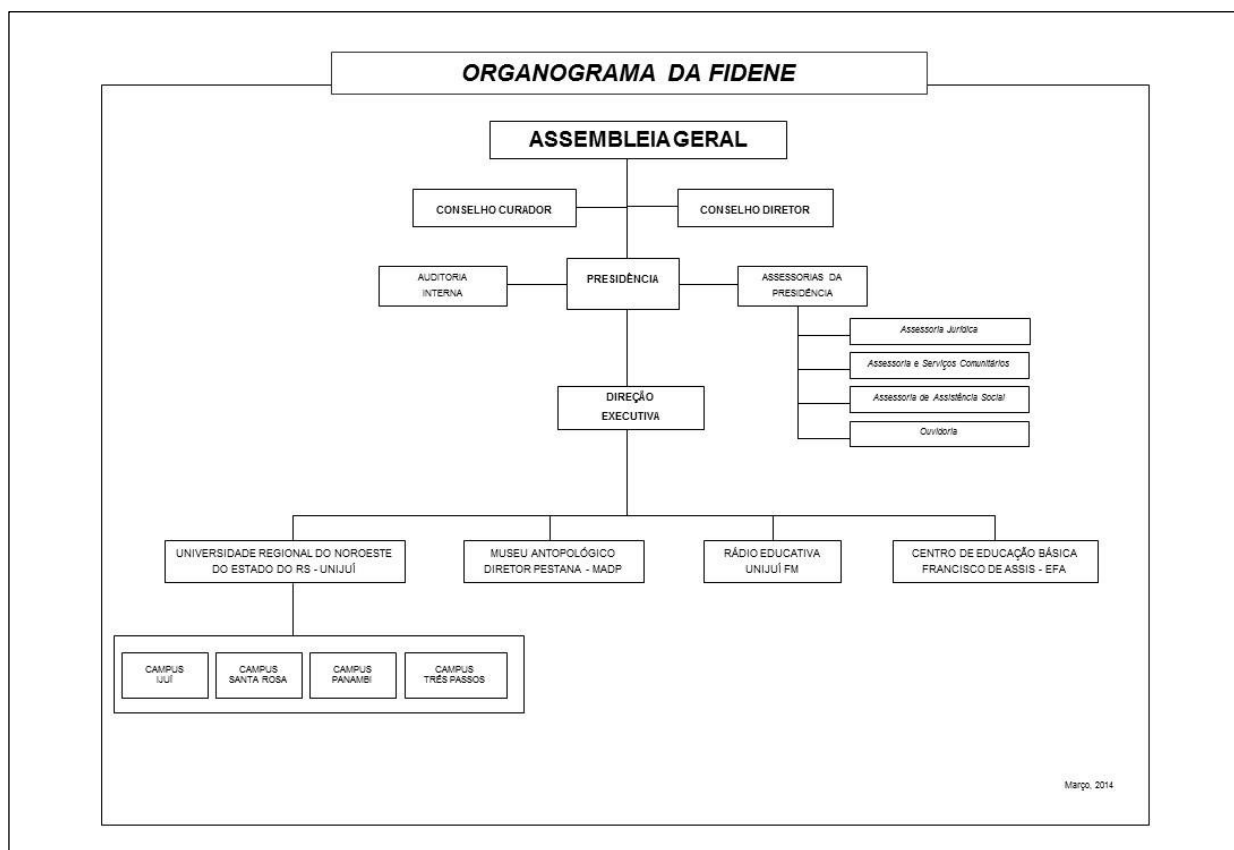 ORGANOGRAMA DA FIDENE
ASSEMBLEIA GERAL
CONSELHO CURADOR
CONSELHO DIRETOR
AUDITORIA
INTERNA
PRESIDÊNCIA
ASSESSORIAS DA
PRESIDÊNCIA
Assessoria Jurídica
Assessoria e Serviços Comunitários
Assessoria de Assistência Social
Ouvidoria
DIREÇÃO
EXECUTIVA
UNIVERSIDADE REGIONAL DO NOROESTE
DO ESTADO DO RS - UNIJUÍ
MUSEU ANTOPOLÓGICO
DIRETOR PESTANA - MADP
RÁDIO EDUCATIVA
UNIJUÍ FM
CENTRO DE EDUCAÇÃO BÁSICA
FRANCISCO DE ASSIS - EFA
CAMPUS
IJUÍ
CAMPUS
SANTA ROSA
CAMPUS
PANAMBI
CAMPUS
TRÊS PASSOS
Março, 2014